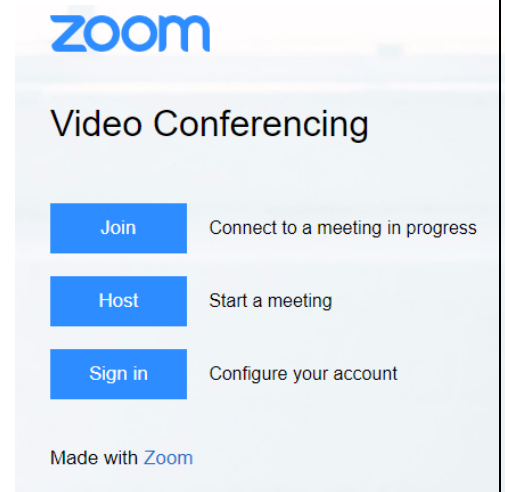 zoom
Video Conferencing
Join Connect to a meeting in progress
Host Start a meeting
Sign in Configure your account
Made with Zoom